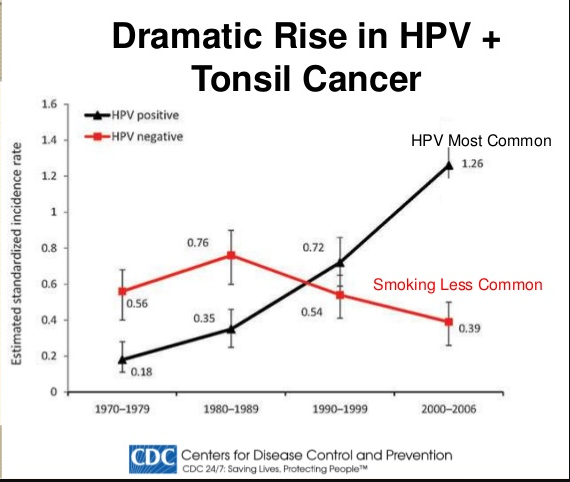 Dramatic Rise in HPV +
Tonsil Cancer
1.6
HPV positive
HPV negative
1.4
HPV Most Common
1.26
1.2
1
0.8
0.76
0.72
0.6
0.56
Smoking Less Common
0.54
0.4
0.35
0.39
0.2
0.18
0
Estimated standardized incidence rate
1970–1979
1980–1989
1990–1999
2000–2006
CDC
Centers for Disease Control and Prevention
CDC 24/7: Saving Lives, Protecting People™